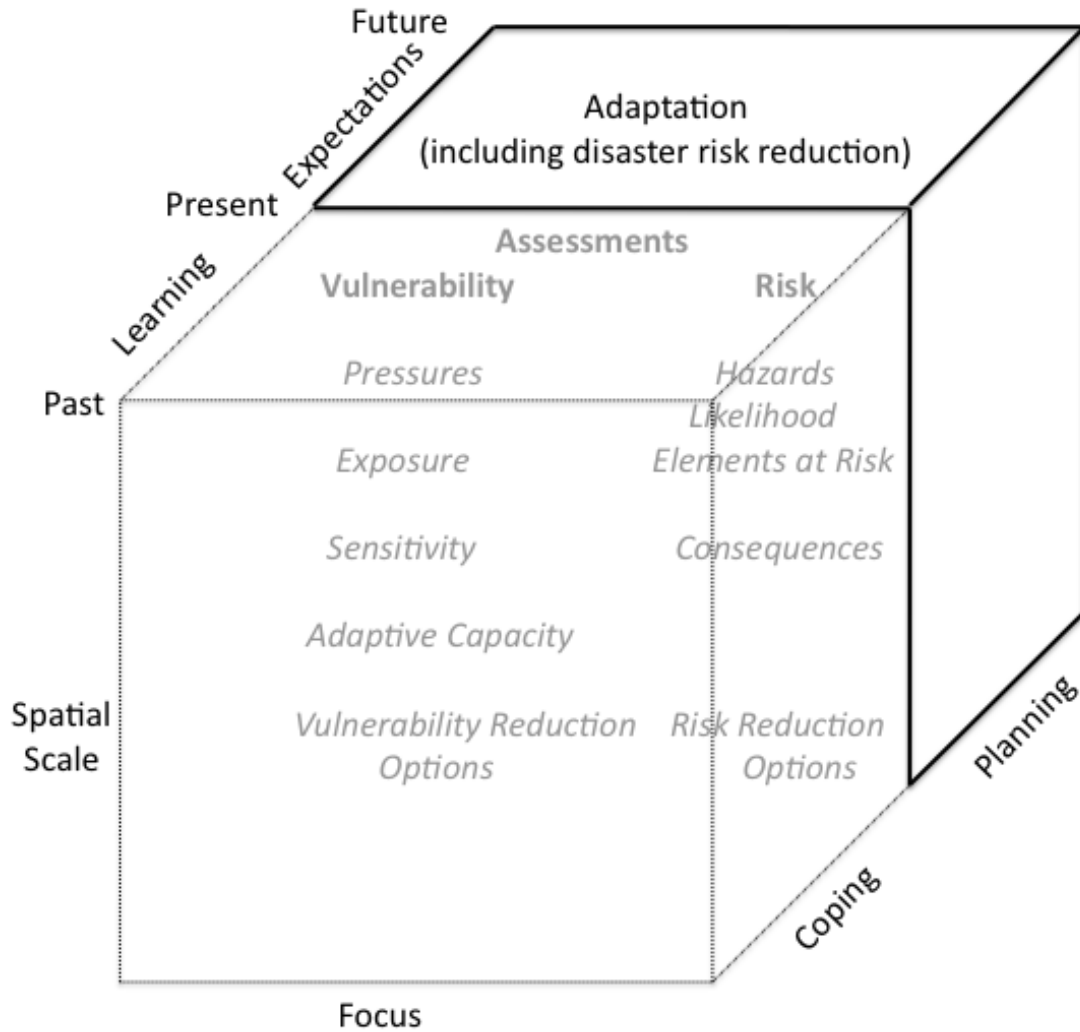 Future
Expectations
Adaptation
(including disaster risk reduction)
Present
Assessments
Vulnerability Risk
Learning
Pressures Hazards
Past
Likelihood
Exposure Elements at Risk
Sensitivity Consequences
Adaptive Capacity
Spatial
Scale
Vulnerability Reduction
Options
Risk Reduction
Options
Planning
Coping
Focus